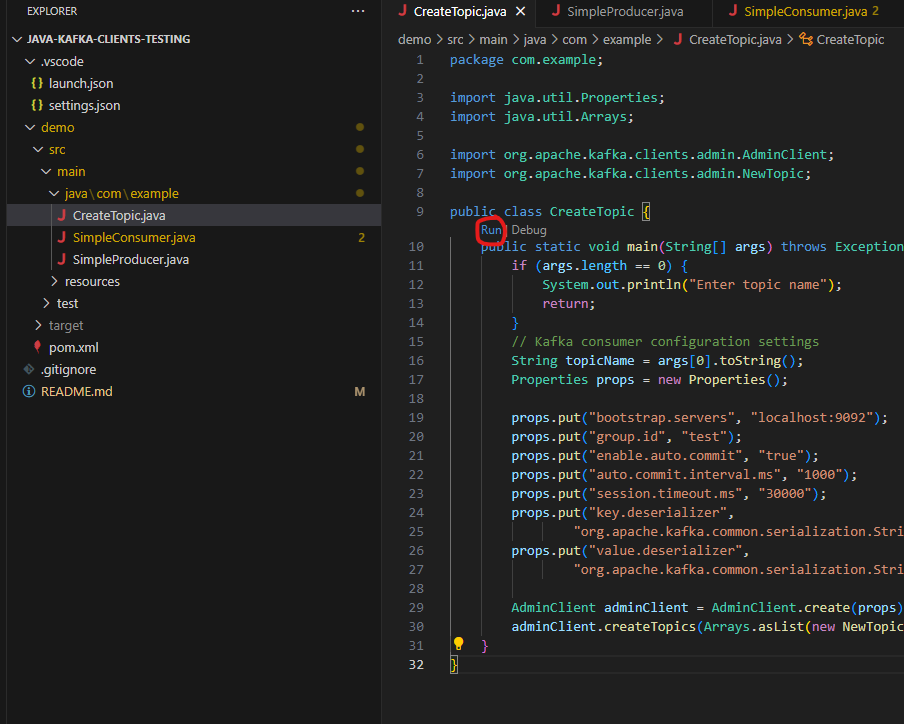 EXPLORER ...
JAVA-KAFKA-CLIENTS-TESTING
.vscode
{} launch.json
{} settings.json
demo
src
main
java\com\example
J CreateTopic.java
J SimpleConsumer.java 2
J SimpleProducer.java
resources
test
target
pom.xml
.gitignore
README.md M
J CreateTopic.java × J SimpleProducer.java J SimpleConsumer.java 2
demo > src > main > java > com > example > J CreateTopic.java > CreateTopic
1 package com.example;
2
3 import java.util.Properties;
4 import java.util.Arrays;
5
6 import org.apache.kafka.clients.admin.AdminClient;
7 import org.apache.kafka.clients.admin.NewTopic;
8
9 public class CreateTopic {
Run | Debug
10 public static void main(String[] args) throws Exception
11 if (args.length == 0) {
12 System.out.println("Enter topic name");
13 return;
14 }
15 // Kafka consumer configuration settings
16 String topicName = args[0].toString();
17 Properties props = new Properties();
18
19 props.put("bootstrap.servers", "localhost:9092");
20 props.put("group.id", "test");
21 props.put("enable.auto.commit", "true");
22 props.put("auto.commit.interval.ms", "1000");
23 props.put("session.timeout.ms", "30000");
24 props.put("key.deserializer",
25 "org.apache.kafka.common.serialization.Stri
26 props.put("value.deserializer",
27 "org.apache.kafka.common.serialization.Stri
28
29 AdminClient adminClient = AdminClient.create(props)
30 adminClient.createTopics(Arrays.asList(new NewTopic
31 }
32 }